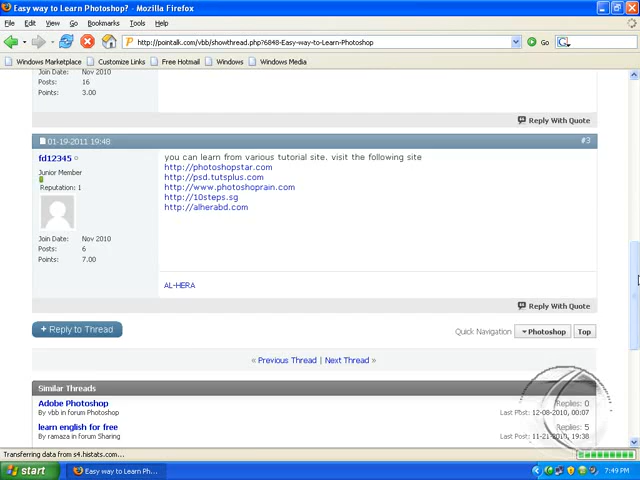 Easy way to Learn Photoshop? - Mozilla Firefox
File Edit View Go Bookmarks Tools Help
http://pointalk.com/vbb/showthread.php?6848-Easy-way-to-Learn-Photoshop
Go
Windows Marketplace Customize Links Free Hotmail Windows Windows Media
Join Date: Nov 2010
Posts: 16
Points: 3.00
Reply With Quote
01-19-2011 19:48 #3
fd12345
Junior Member
Reputation: 1
Join Date: Nov 2010
Posts: 6
Points: 7.00
you can learn from various tutorial site. visit the following site
http://photoshopstar.com
http://psd.tutsplus.com
http://www.photoshoprain.com
http://10steps.sg
http://alherabd.com
AL-HERA
Reply With Quote
+ Reply to Thread
Quick Navigation Photoshop Top
« Previous Thread | Next Thread »
Similar Threads
Adobe Photoshop
By vbb in forum Photoshop
Replies: 0
Last Post: 12-08-2010, 00:07
learn english for free
By ramaza in forum Sharing
Replies: 5
Last Post: 11-21-2010, 19:38
Transferring data from s4.histats.com...
start
Easy way to Learn Ph...
7:49 PM